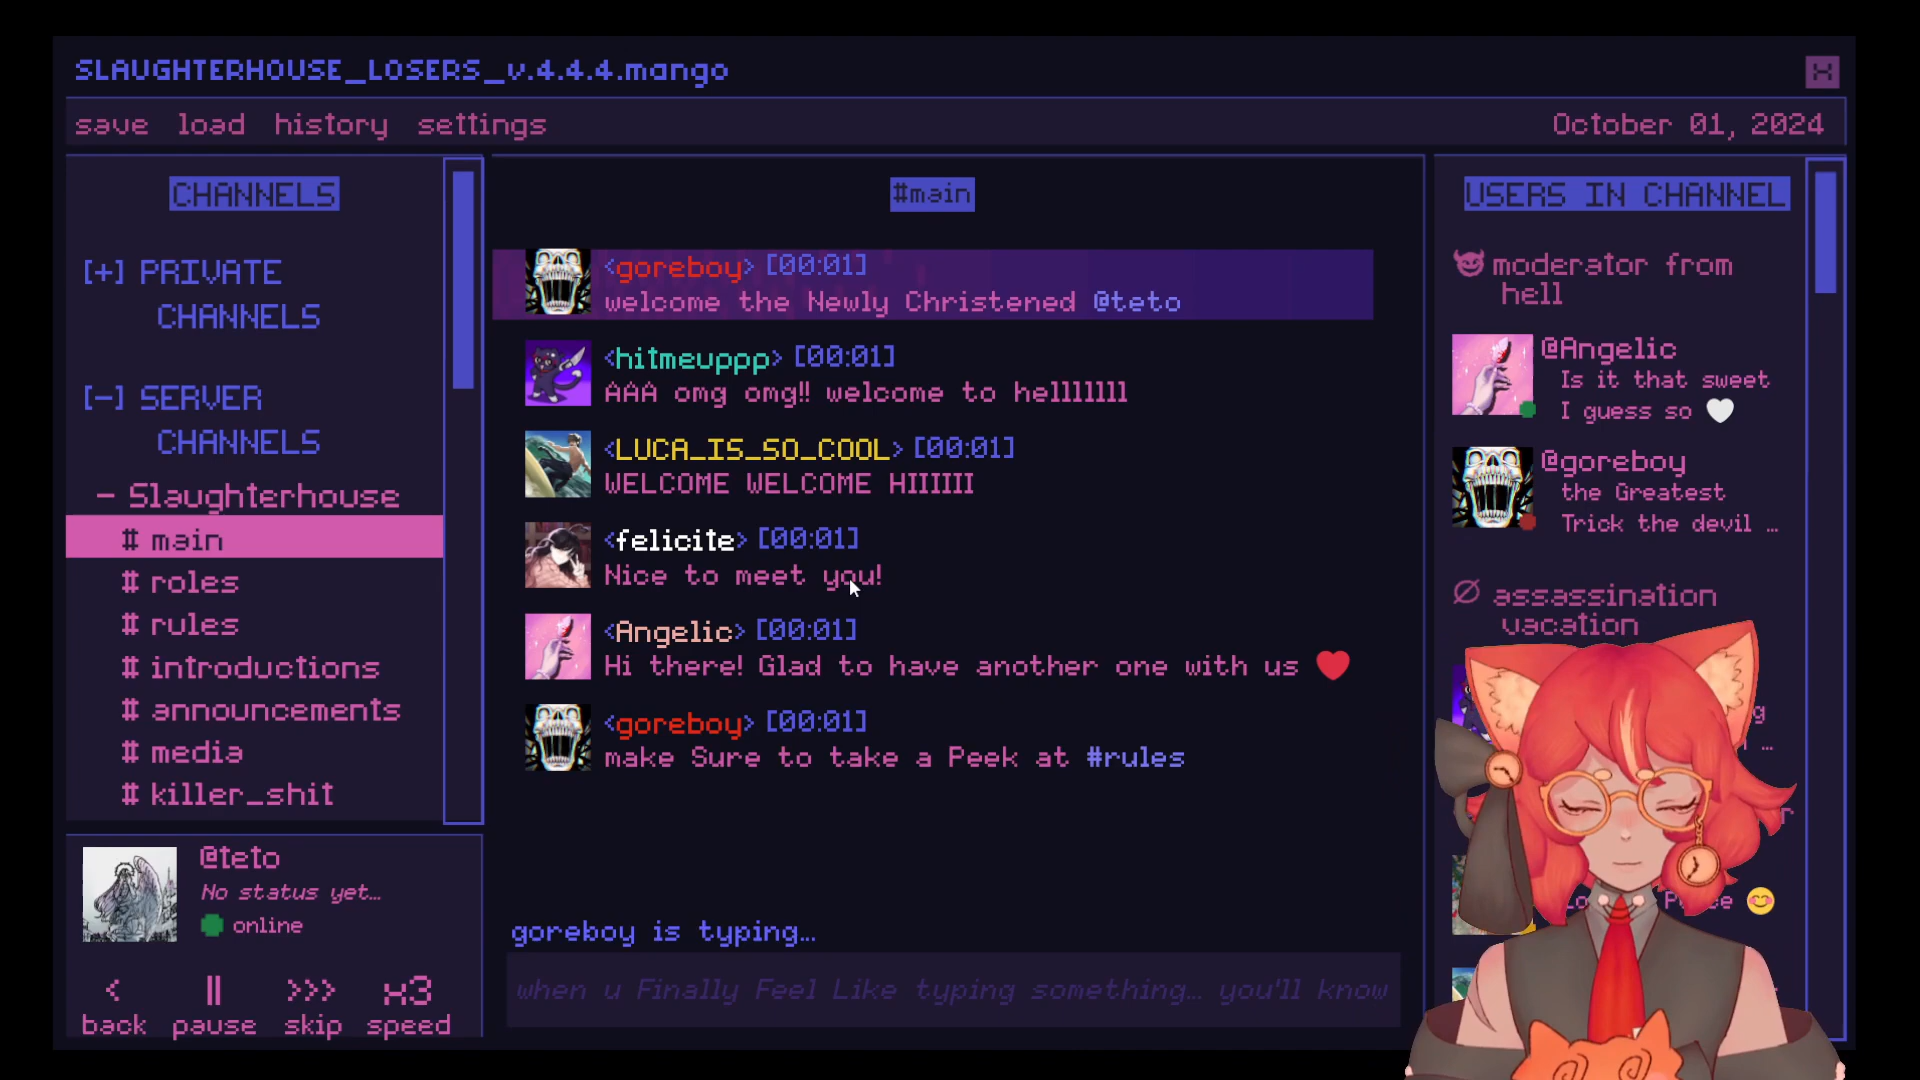 SLAUGHTERHOUSE_LOSERS_v.4.4.4.mango
save load history settings
October 01, 2024
CHANNELS
[+] PRIVATE
CHANNELS
[-] SERVER
CHANNELS
- Slaughterhouse
# main
# roles
# rules
# introductions
# announcements
# media
# killer_shit
@teto
No status yet...
online
< || >>> x3
back pause skip speed
#main
<goreboy> [00:01]
welcome the Newly Christened @teto
<hitmeuppp> [00:01]
AAA omg omg!! welcome to helllllll
<LUCA_IS_SO_COOL> [00:01]
WELCOME WELCOME HIIIIII
<felicite> [00:01]
Nice to meet you!
<Angelic> [00:01]
Hi there! Glad to have another one with us ❤
<goreboy> [00:01]
make Sure to take a Peek at #rules
goreboy is typing...
when u Finally Feel Like typing something... you'll know
USERS IN CHANNEL
moderator from
hell
@Angelic
Is it that sweet
I guess so 🤍
@goreboy
the Greatest
Trick the devil ...
assassination
vacation